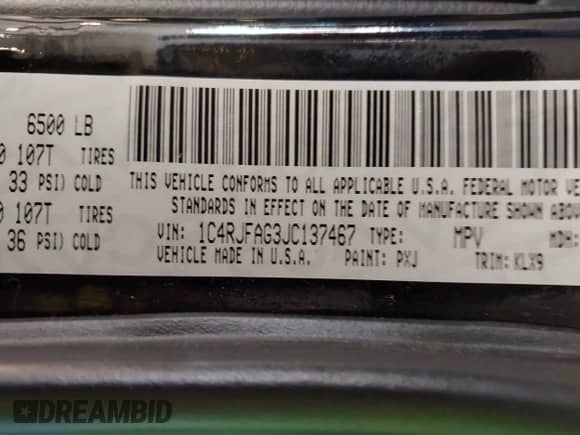 6500 LB
0 107T TIRES
33 PSI) COLD
0 107T TIRES
36 PSI) COLD
THIS VEHICLE CONFORMS TO ALL APPLICABLE U.S.A. FEDERAL MOTOR VE
STANDARDS IN EFFECT ON THE DATE OF MANUFACTURE SHOWN ABOV
VIN: 1C4RJFAG3JC137467 TYPE: MPV MDH:
VEHICLE MADE IN U.S.A. PAINT: PXJ TRIM: KLX9
DREAMBID